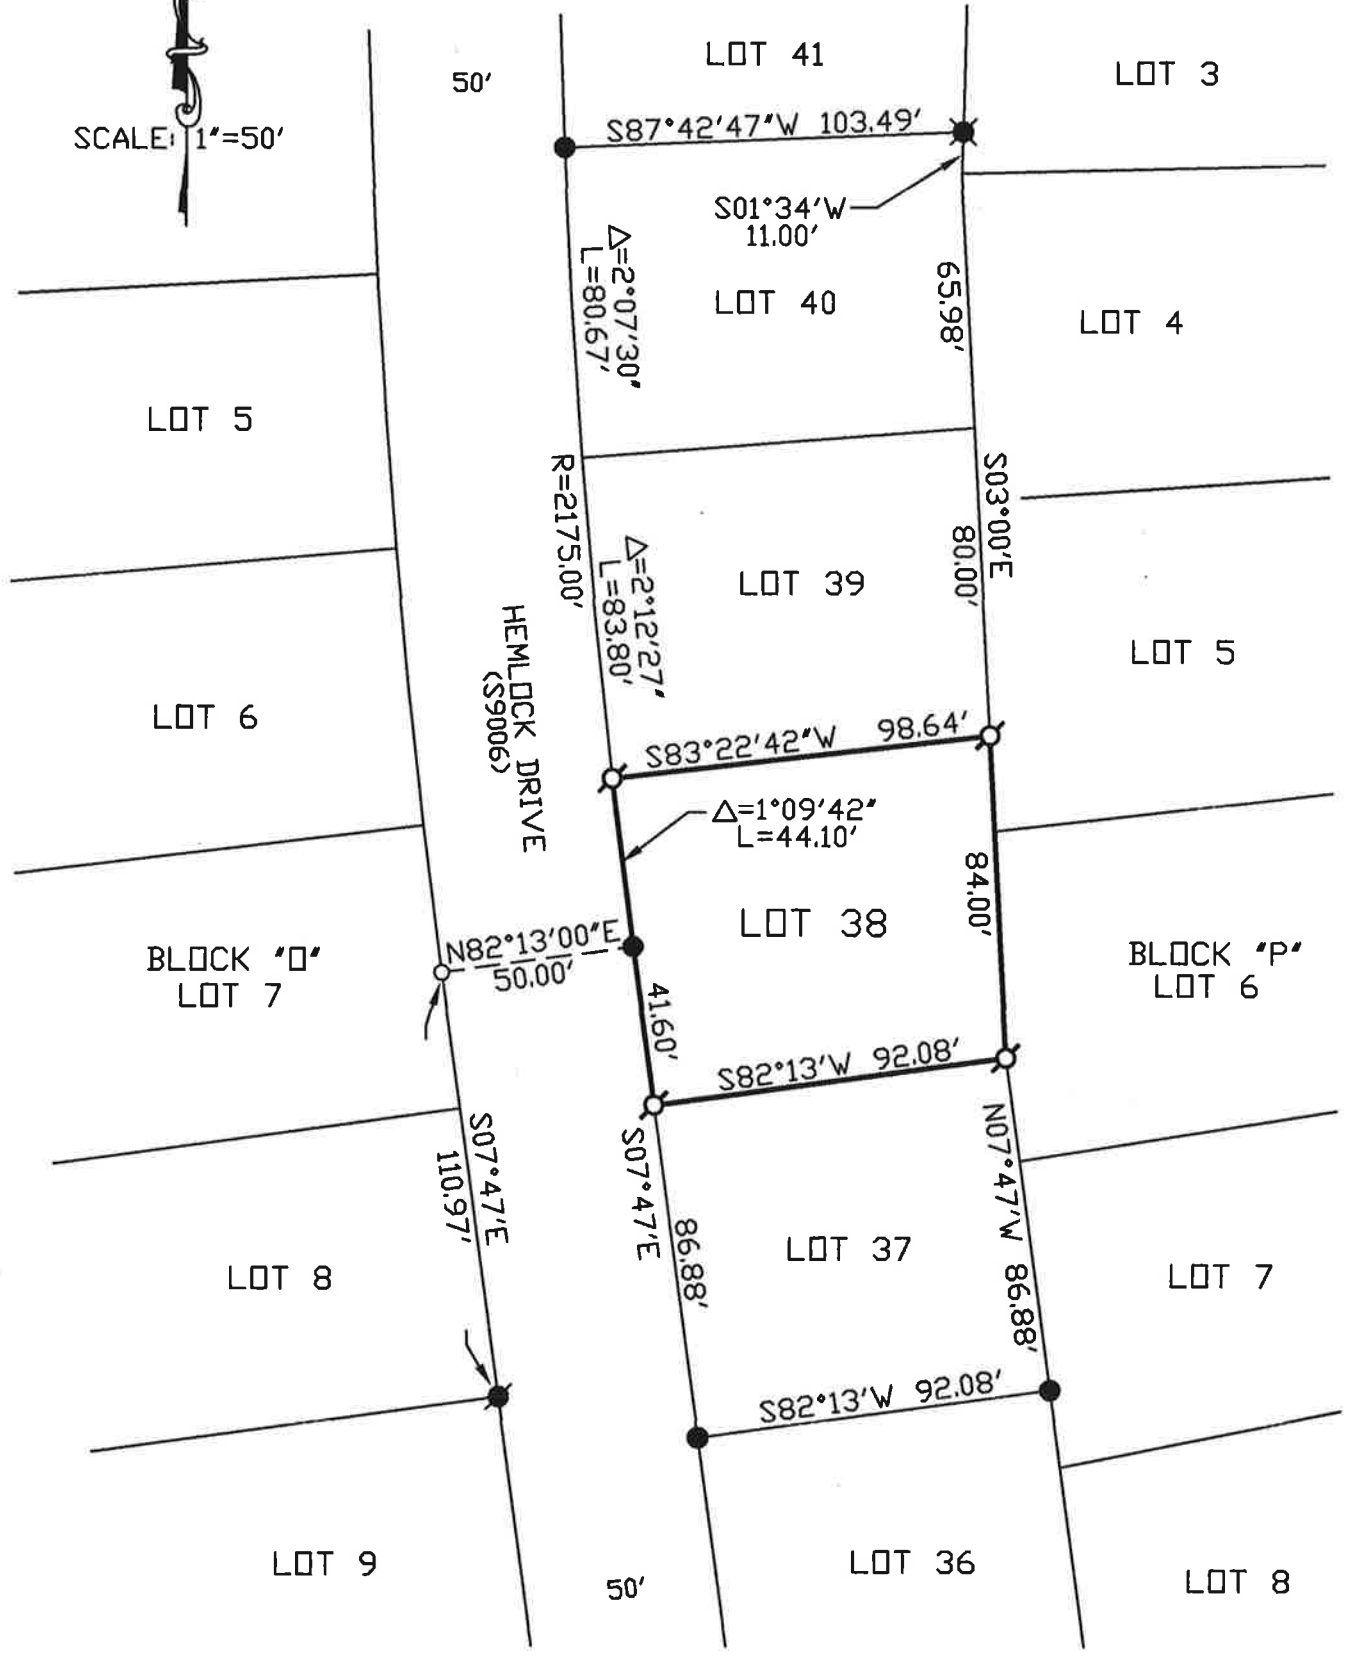 LOT 41
LOT 3
50'
SCALE: 1"=50'
S87°42'47"W 103.49'
S01°34'W
11.00'
Δ=2°07'30"
L=80.67'
65.98'
LOT 40
LOT 4
LOT 5
R=2175.00'
S03°00'E
80.00'
Δ=2°12'27"
L=83.80'
LOT 39
HEMLOCK DRIVE
(S9006)
LOT 5
LOT 6
S83°22'42"W 98.64'
Δ=1°09'42"
L=44.10'
84.00'
LOT 38
N82°13'00"E
50.00'
BLOCK "O"
LOT 7
BLOCK "P"
LOT 6
41.60'
S82°13'W 92.08'
S07°47'E
110.97'
S07°47'E
86.88'
N07°47'W 86.88'
LOT 37
LOT 8
LOT 7
S82°13'W 92.08'
LOT 9
50'
LOT 36
LOT 8